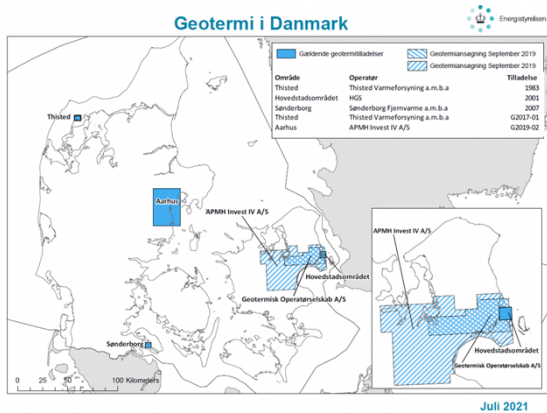 Geotermi i Danmark
Energistyrelsen
Gældende geotermitilladelser
Geotermiansøgning September 2019
Geotermiansøgning September 2019
Område Operatør Tilladelse
Thisted Thisted Varmeforsyning a.m.b.a 1983
Hovedstadsområdet HGS 2001
Sønderborg Sønderborg Fjernvarme a.m.b.a 2007
Thisted Thisted Varmeforsyning a.m.b.a G2017-01
Aarhus APMH Invest IV A/S G2019-02
Thisted
Aarhus
APMH Invest IV A/S
Hovedstadsområdet
Geotermisk Operatørselskab A/S
Sønderborg
0 25 50 100 Kilometers
APMH Invest IV A/S
Hovedstadsområdet
Geotermisk Operatørselskab A/S
Juli 2021